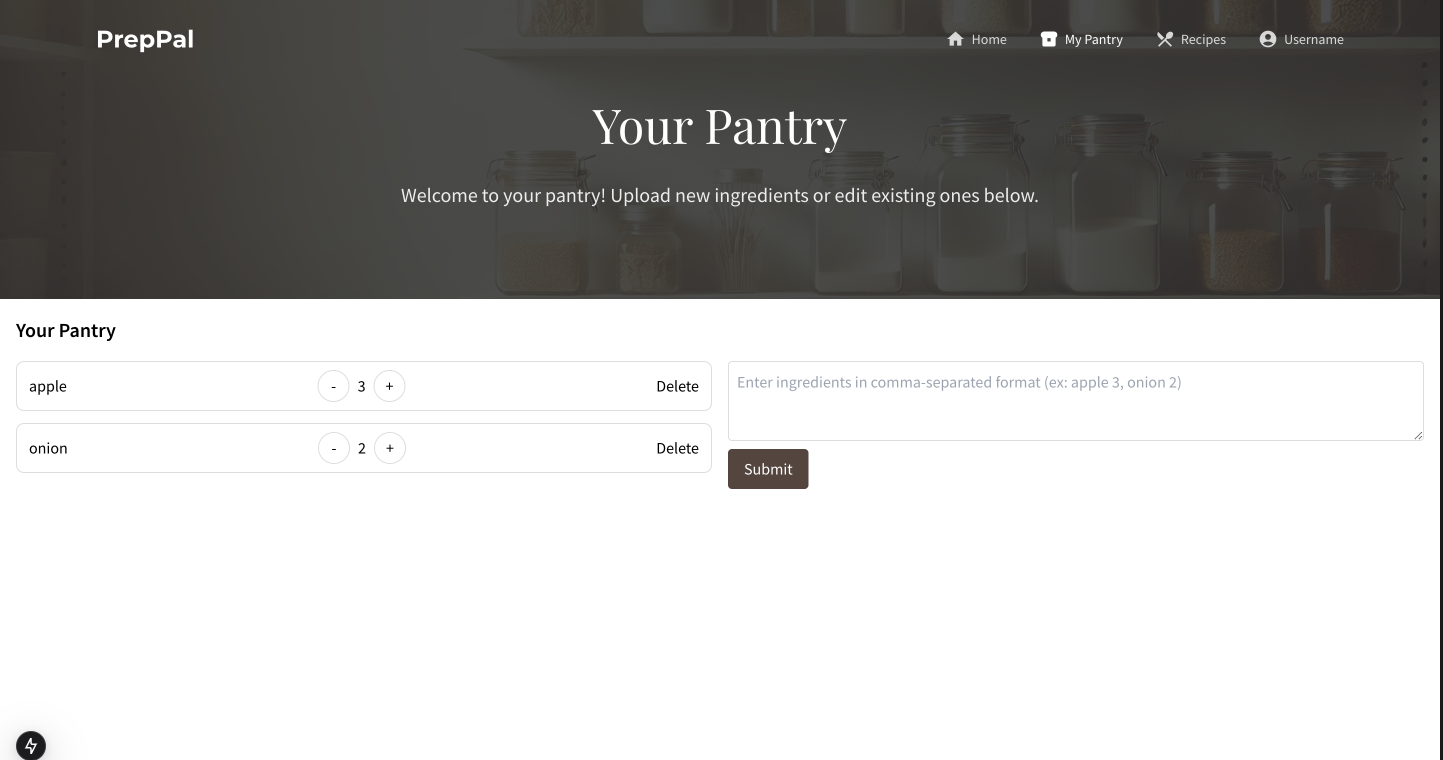 PrepPal
Home My Pantry Recipes Username
Your Pantry
Welcome to your pantry! Upload new ingredients or edit existing ones below.
Your Pantry
apple - 3 + Delete
Enter ingredients in comma-separated format (ex: apple 3, onion 2)
onion - 2 + Delete
Submit